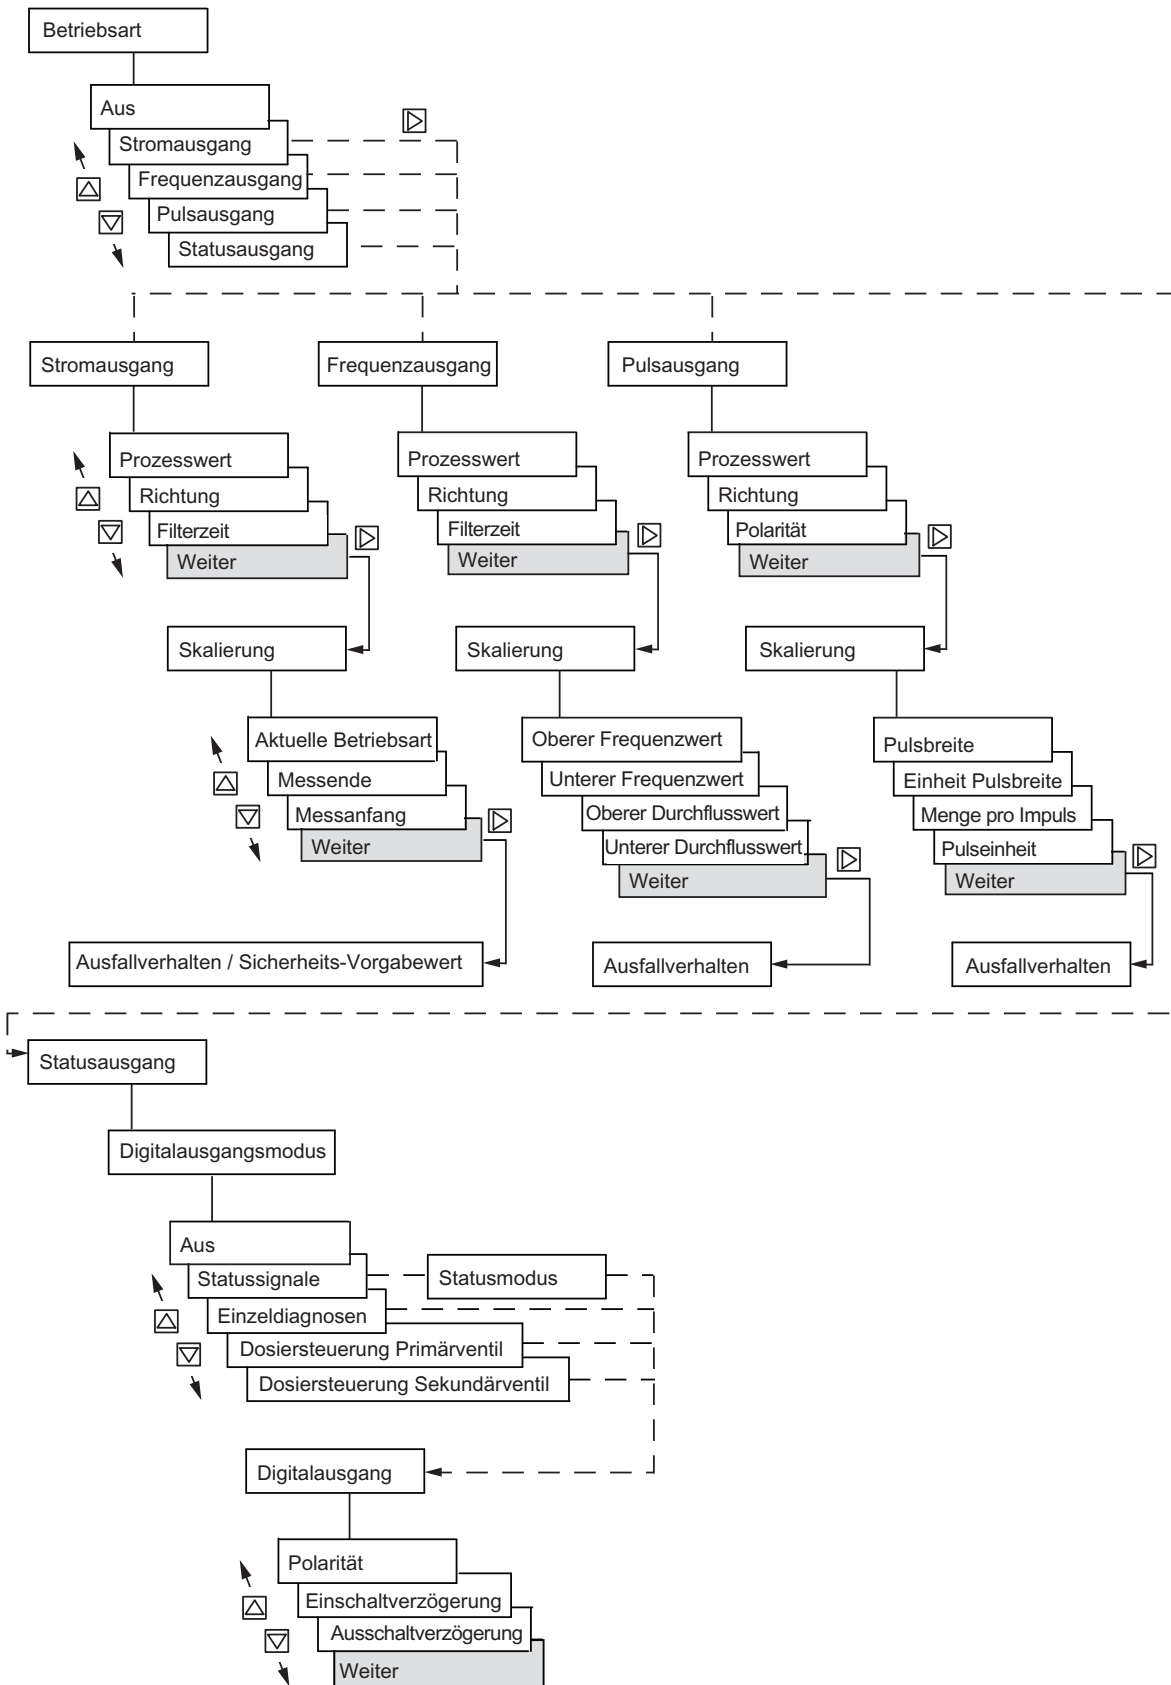 Betriebsart
Aus
Stromausgang
Frequenzausgang
Pulsausgang
Statusausgang
Stromausgang
Frequenzausgang
Pulsausgang
Prozesswert
Prozesswert
Prozesswert
Richtung
Richtung
Richtung
Filterzeit
Filterzeit
Polarität
Weiter
Weiter
Weiter
Skalierung
Skalierung
Skalierung
Aktuelle Betriebsart
Messende
Messanfang
Weiter
Oberer Frequenzwert
Unterer Frequenzwert
Oberer Durchflusswert
Unterer Durchflusswert
Weiter
Pulsbreite
Einheit Pulsbreite
Menge pro Impuls
Pulseinheit
Weiter
Ausfallverhalten / Sicherheits-Vorgabewert
Ausfallverhalten
Ausfallverhalten
Statusausgang
Digitalausgangsmodus
Aus
Statussignale
Statusmodus
Einzeldiagnosen
Dosiersteuerung Primärventil
Dosiersteuerung Sekundärventil
Digitalausgang
Polarität
Einschaltverzögerung
Ausschaltverzögerung
Weiter